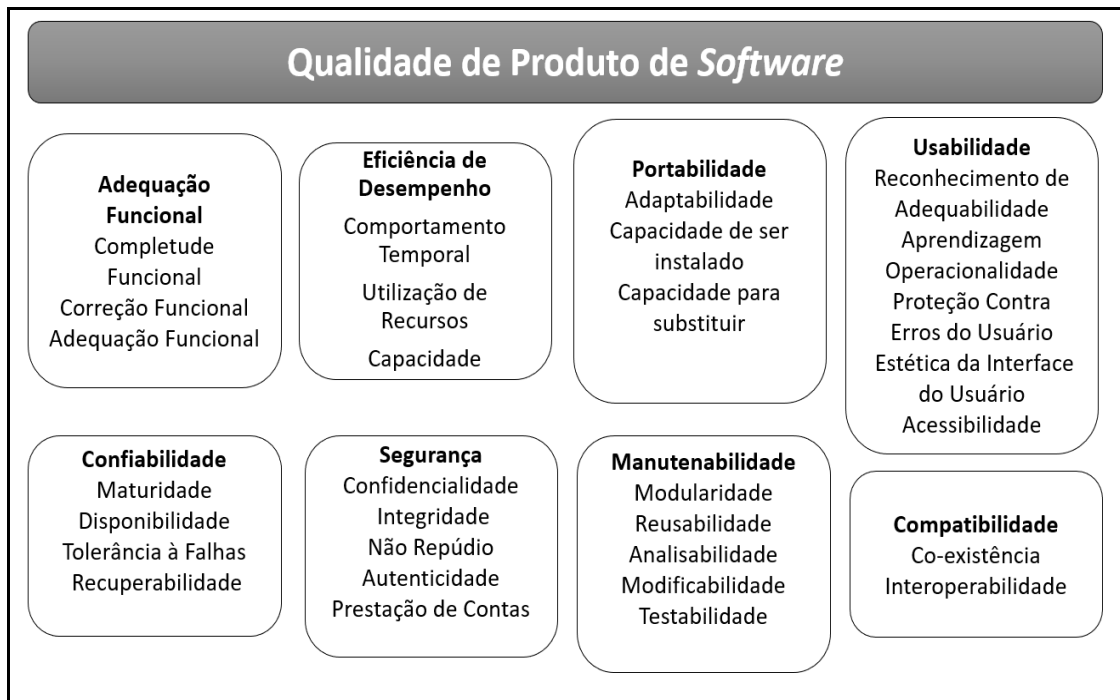 Qualidade de Produto de Software
Adequação
Funcional
Completude
Funcional
Correção Funcional
Adequação Funcional
Eficiência de
Desempenho
Comportamento
Temporal
Utilização de
Recursos
Capacidade
Portabilidade
Adaptabilidade
Capacidade de ser
instalado
Capacidade para
substituir
Usabilidade
Reconhecimento de
Adequabilidade
Aprendizagem
Operacionalidade
Proteção Contra
Erros do Usuário
Estética da Interface
do Usuário
Acessibilidade
Confiabilidade
Maturidade
Disponibilidade
Tolerância à Falhas
Recuperabilidade
Segurança
Confidencialidade
Integridade
Não Repúdio
Autenticidade
Prestação de Contas
Manutenabilidade
Modularidade
Reusabilidade
Analisabilidade
Modificabilidade
Testabilidade
Compatibilidade
Co-existência
Interoperabilidade